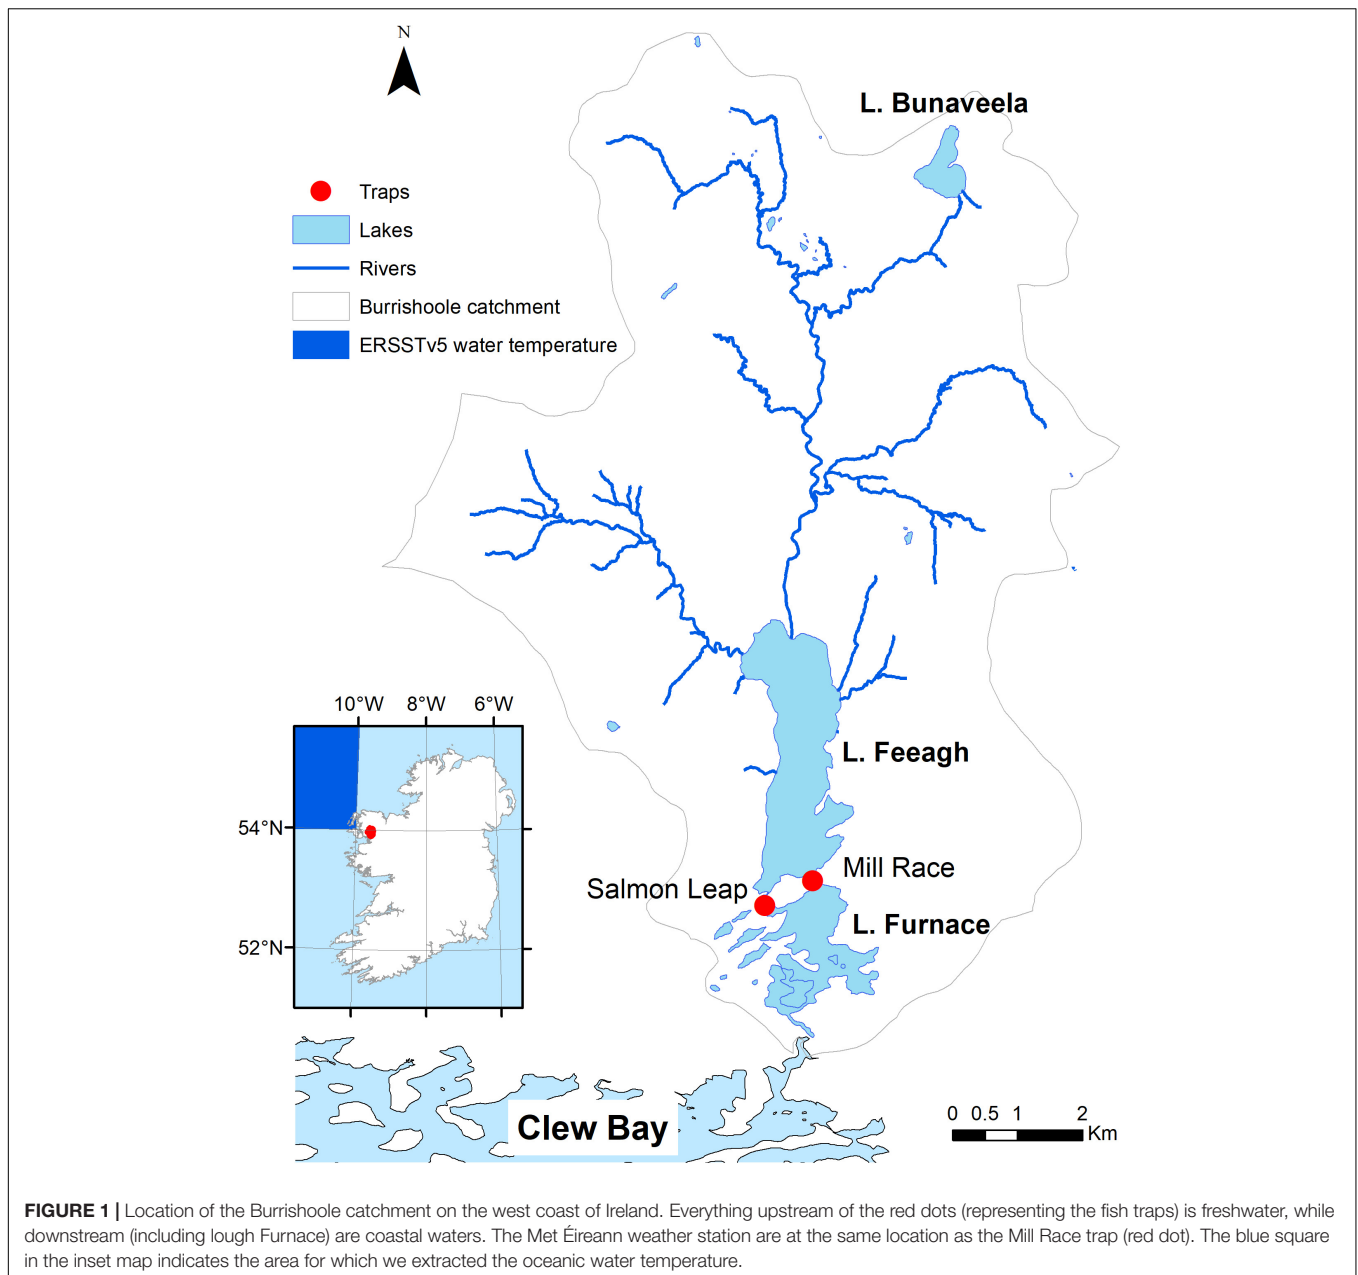 N
L. Bunaveela
Traps
Lakes
Rivers
Burrishoole catchment
ERSSTv5 water temperature
10°W 8°W 6°W
54°N
52°N
L. Feeagh
Mill Race
Salmon Leap
L. Furnace
Clew Bay
0 0.5 1 2
Km
FIGURE 1 | Location of the Burrishoole catchment on the west coast of Ireland. Everything upstream of the red dots (representing the fish traps) is freshwater, while
downstream (including lough Furnace) are coastal waters. The Met Éireann weather station are at the same location as the Mill Race trap (red dot). The blue square
in the inset map indicates the area for which we extracted the oceanic water temperature.